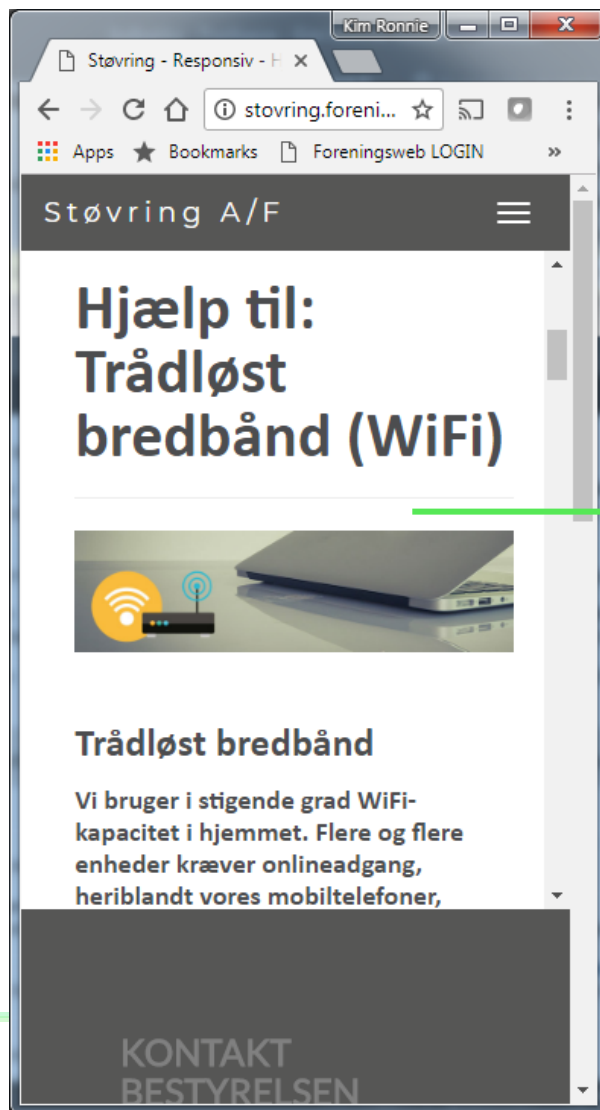 Kim Ronnie
Støvring - Responsiv - H
stovring.foreni...
Apps Bookmarks Foreningsweb LOGIN »
Støvring A/F
Hjælp til:
Trådløst
bredbånd (WiFi)
Trådløst bredbånd
Vi bruger i stigende grad WiFi-
kapacitet i hjemmet. Flere og flere
enheder kræver onlineadgang,
heriblandt vores mobiltelefoner,
KONTAKT
BESTYRELSEN